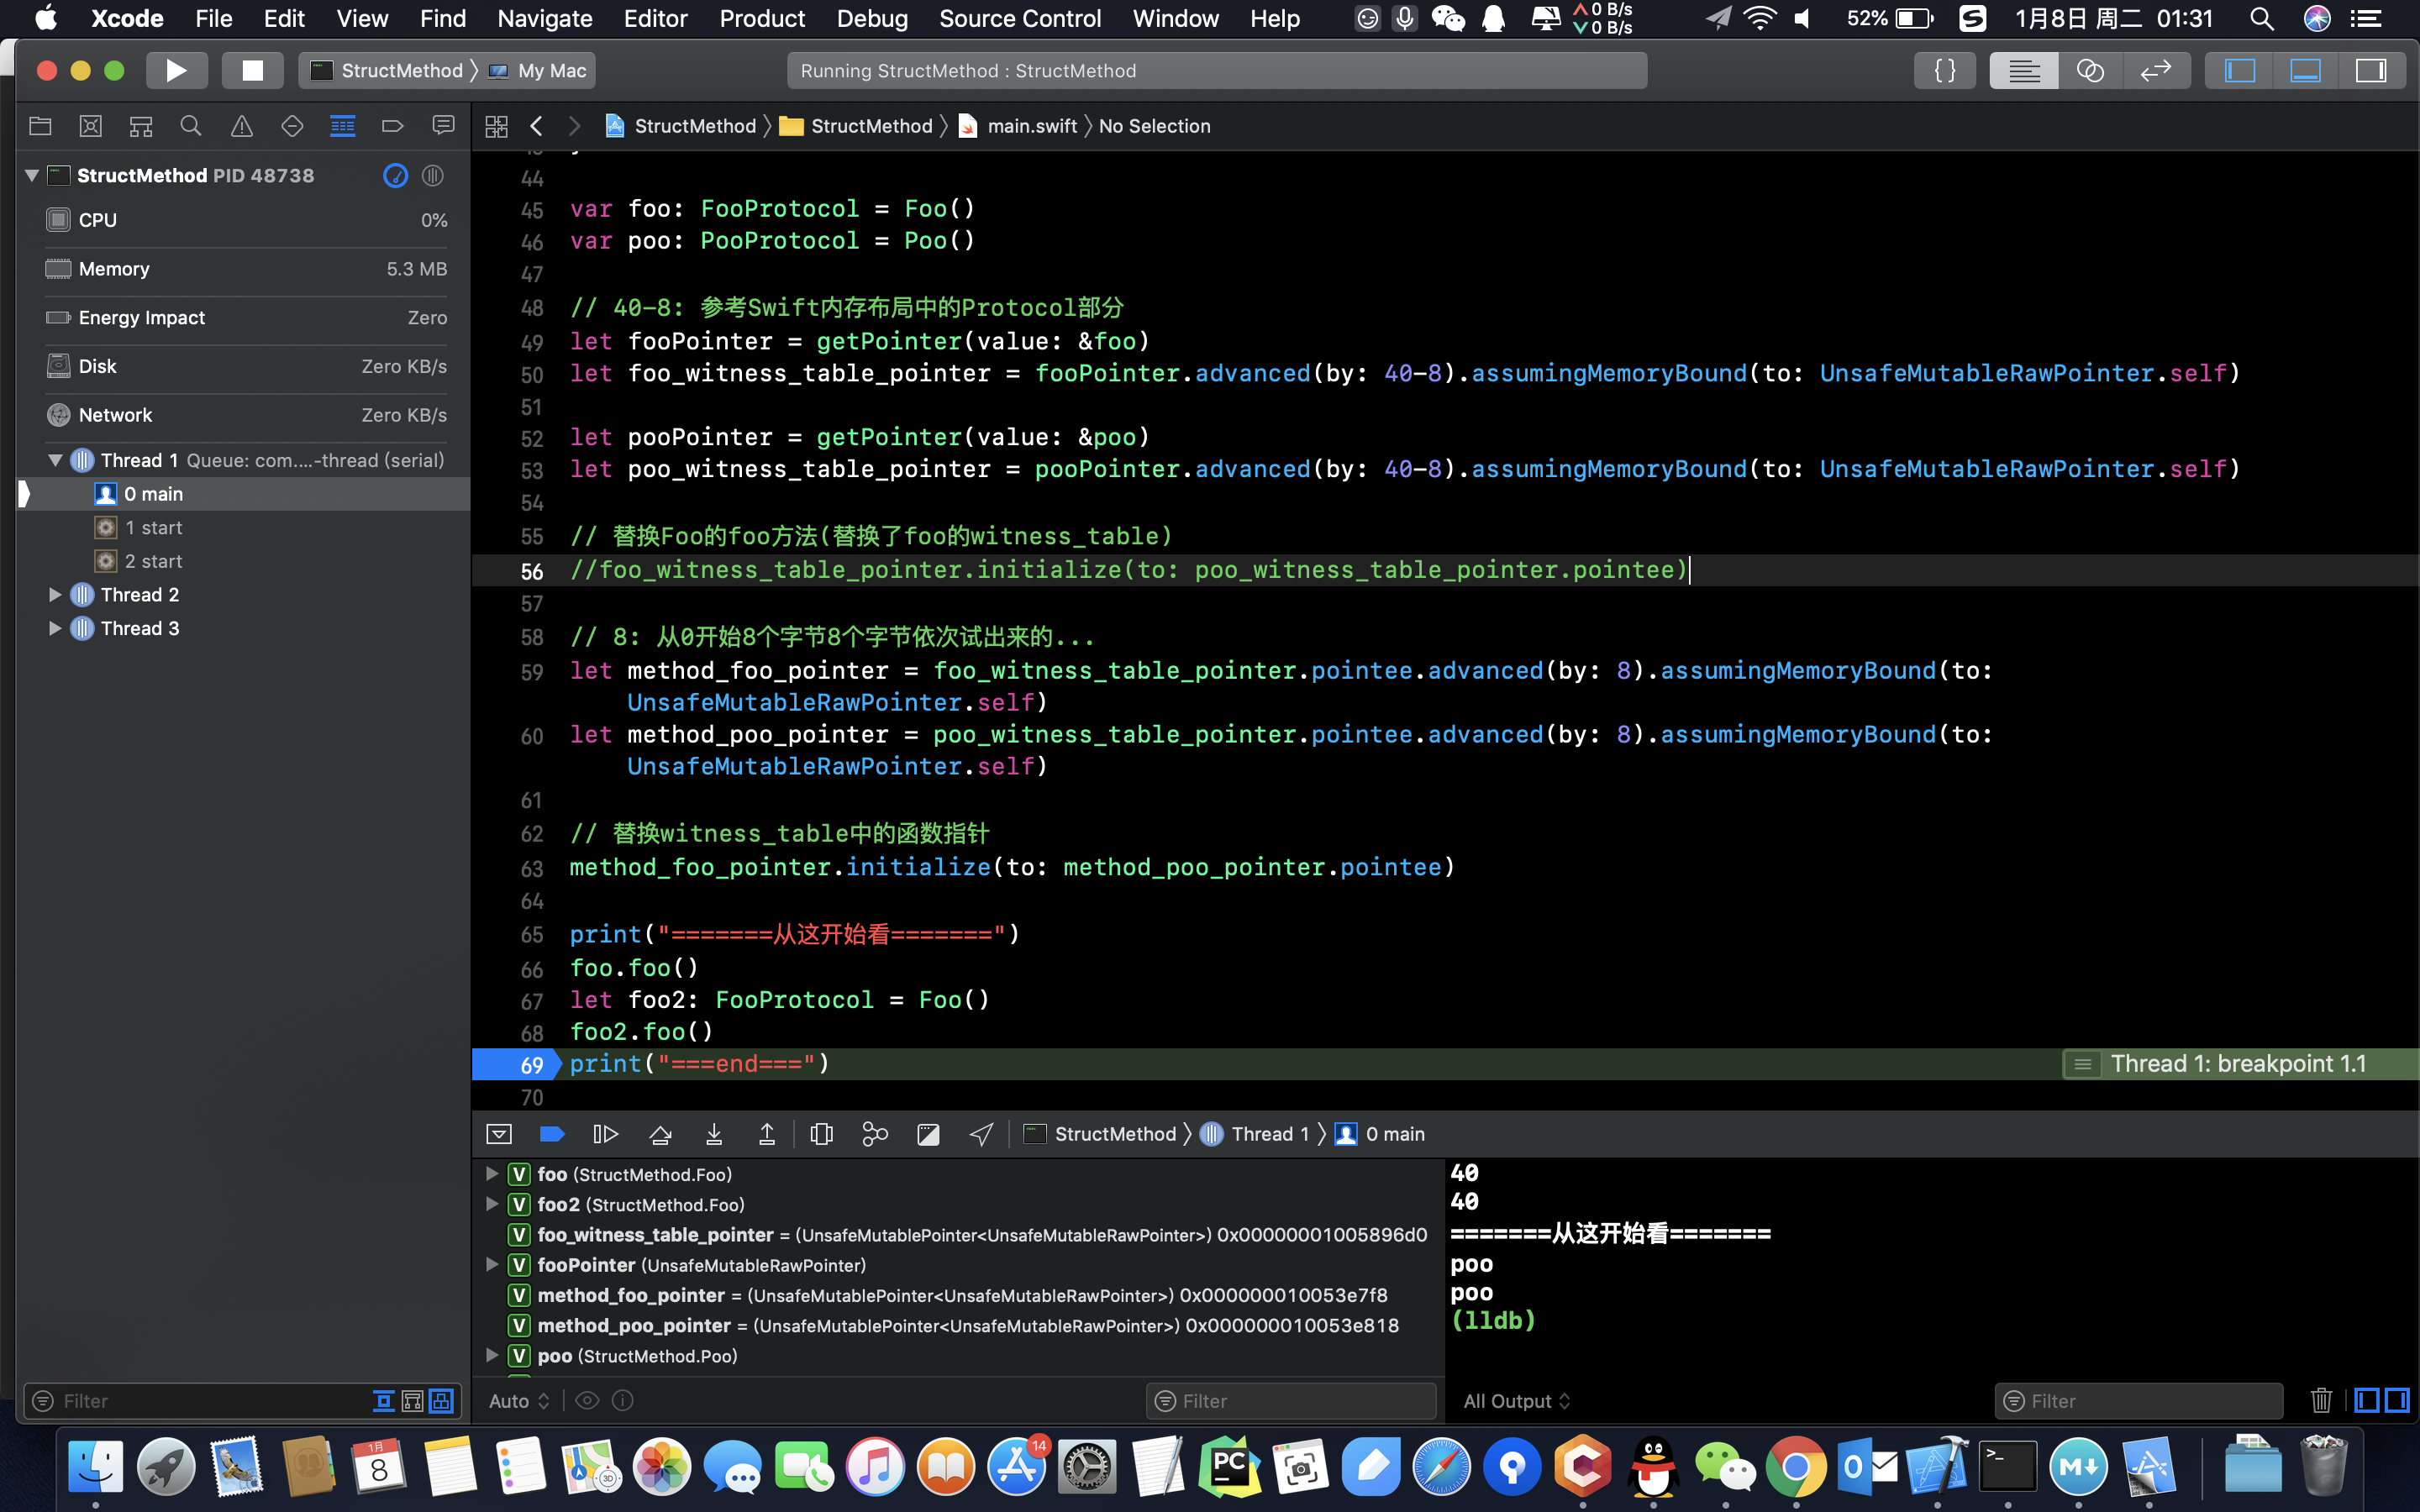 Xcode File Edit View Find Navigate Editor Product Debug Source Control Window Help 0 B/s 0 B/s 52% 1月8日 周二 01:31
StructMethod My Mac Running StructMethod : StructMethod
StructMethod StructMethod main.swift No Selection
StructMethod PID 48738
CPU 0%
Memory 5.3 MB
Energy Impact Zero
Disk Zero KB/s
Network Zero KB/s
Thread 1 Queue: com....-thread (serial)
0 main
1 start
2 start
Thread 2
Thread 3
Filter
44
45 var foo: FooProtocol = Foo()
46 var poo: PooProtocol = Poo()
47
48 // 40-8: 参考Swift内存布局中的Protocol部分
49 let fooPointer = getPointer(value: &foo)
50 let foo_witness_table_pointer = fooPointer.advanced(by: 40-8).assumingMemoryBound(to: UnsafeMutableRawPointer.self)
51
52 let pooPointer = getPointer(value: &poo)
53 let poo_witness_table_pointer = pooPointer.advanced(by: 40-8).assumingMemoryBound(to: UnsafeMutableRawPointer.self)
54
55 // 替换Foo的foo方法(替换了foo的witness_table)
56 //foo_witness_table_pointer.initialize(to: poo_witness_table_pointer.pointee)
57
58 // 8: 从0开始8个字节8个字节依次试出来的...
59 let method_foo_pointer = foo_witness_table_pointer.pointee.advanced(by: 8).assumingMemoryBound(to:
UnsafeMutableRawPointer.self)
60 let method_poo_pointer = poo_witness_table_pointer.pointee.advanced(by: 8).assumingMemoryBound(to:
UnsafeMutableRawPointer.self)
61
62 // 替换witness_table中的函数指针
63 method_foo_pointer.initialize(to: method_poo_pointer.pointee)
64
65 print("=======从这开始看=======")
66 foo.foo()
67 let foo2: FooProtocol = Foo()
68 foo2.foo()
69 print("===end===") Thread 1: breakpoint 1.1
70
StructMethod Thread 1 0 main
V foo (StructMethod.Foo)
V foo2 (StructMethod.Foo)
V foo_witness_table_pointer = (UnsafeMutablePointer<UnsafeMutableRawPointer>) 0x00000001005896d0
V fooPointer (UnsafeMutableRawPointer)
V method_foo_pointer = (UnsafeMutablePointer<UnsafeMutableRawPointer>) 0x000000010053e7f8
V method_poo_pointer = (UnsafeMutablePointer<UnsafeMutableRawPointer>) 0x000000010053e818
V poo (StructMethod.Poo)
Auto Filter
40
40
=======从这开始看=======
poo
poo
(lldb)
All Output Filter
1月
8
3D
14
PC
M